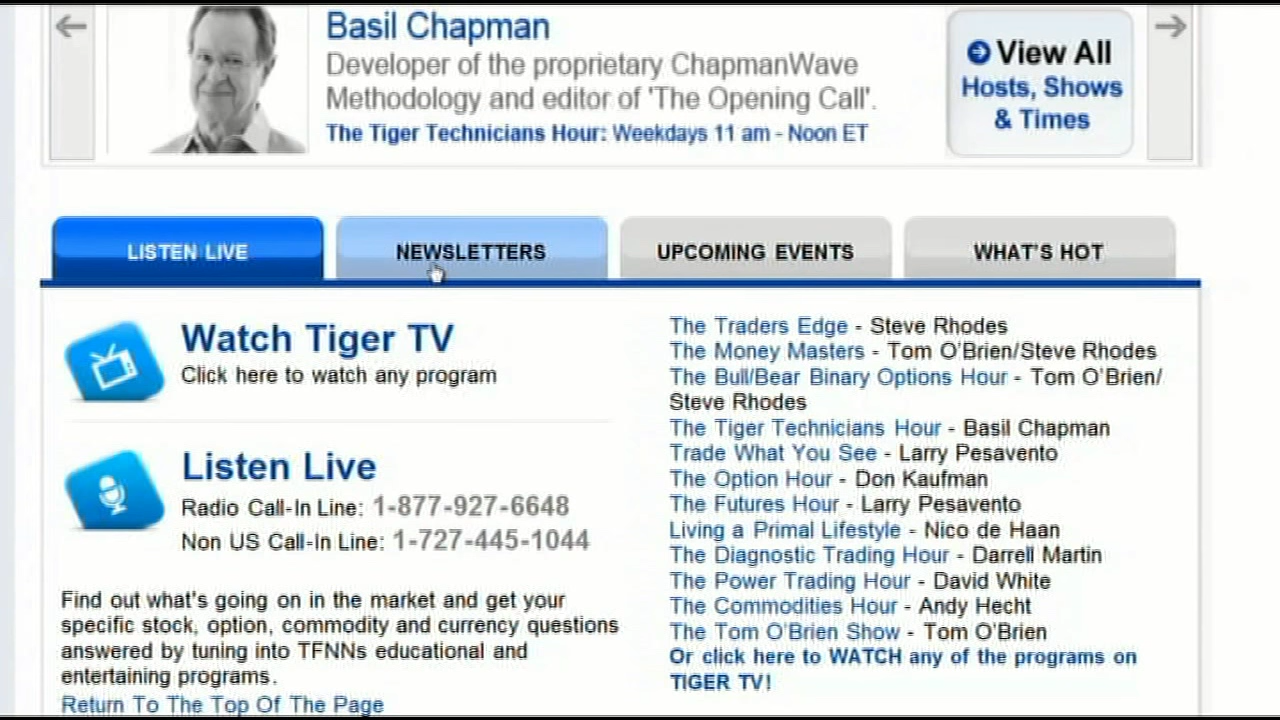 Basil Chapman
Developer of the proprietary ChapmanWave
Methodology and editor of 'The Opening Call'.
The Tiger Technicians Hour: Weekdays 11 am - Noon ET
View All
Hosts, Shows
& Times
LISTEN LIVE
NEWSLETTERS
UPCOMING EVENTS
WHAT'S HOT
Watch Tiger TV
Click here to watch any program
Listen Live
Radio Call-In Line: 1-877-927-6648
Non US Call-In Line: 1-727-445-1044
Find out what's going on in the market and get your
specific stock, option, commodity and currency questions
answered by tuning into TFNNs educational and
entertaining programs.
Return To The Top Of The Page
The Traders Edge - Steve Rhodes
The Money Masters - Tom O'Brien/Steve Rhodes
The Bull/Bear Binary Options Hour - Tom O'Brien/
Steve Rhodes
The Tiger Technicians Hour - Basil Chapman
Trade What You See - Larry Pesavento
The Option Hour - Don Kaufman
The Futures Hour - Larry Pesavento
Living a Primal Lifestyle - Nico de Haan
The Diagnostic Trading Hour - Darrell Martin
The Power Trading Hour - David White
The Commodities Hour - Andy Hecht
The Tom O'Brien Show - Tom O'Brien
Or click here to WATCH any of the programs on
TIGER TV!